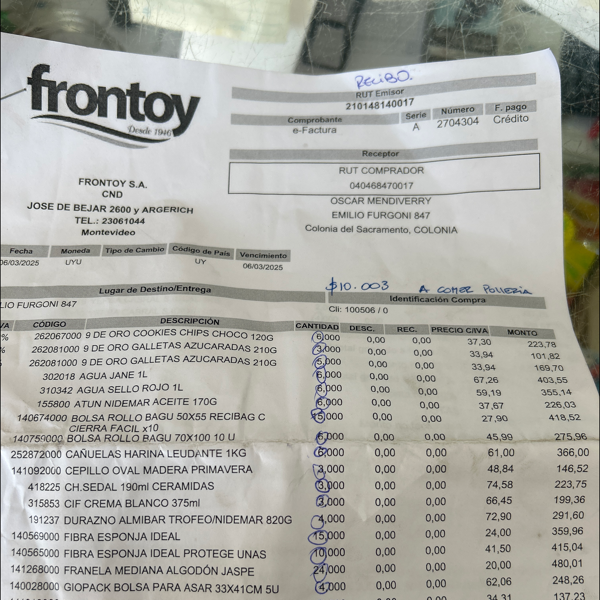 RECIBO.
frontoy
Desde 1946
RUT Emisor
210148140017
Comprobante Serie Número F. pago
e-Factura A 2704304 Crédito
Receptor
RUT COMPRADOR
040468470017
OSCAR MENDIVERRY
EMILIO FURGONI 847
Colonia del Sacramento, COLONIA
FRONTOY S.A.
CND
JOSE DE BEJAR 2600 y ARGERICH
TEL.: 23061044
Montevideo
Fecha Moneda Tipo de Cambio Código de Pais Vencimiento
06/03/2025 UYU UY 06/03/2025
$10.003 A COMER POLLERIA
Lugar de Destino/Entrega Identificación Compra
LIO FURGONI 847 Cli: 100506 / 0
VA CÓDIGO DESCRIPCIÓN CANTIDAD DESC. REC. PRECIO C/IVA MONTO
% 262067000 9 DE ORO COOKIES CHIPS CHOCO 120G 6,000 0,00 0,00 37,30 223,78
% 262081000 9 DE ORO GALLETAS AZUCARADAS 210G 3,000 0,00 0,00 33,94 101,82
262081000 9 DE ORO GALLETAS AZUCARADAS 210G 5,000 0,00 0,00 33,94 169,70
302018 AGUA JANE 1L 6,000 0,00 0,00 67,26 403,55
310342 AGUA SELLO ROJO 1L 6,000 0,00 0,00 59,19 355,14
155800 ATUN NIDEMAR ACEITE 170G 6,000 0,00 0,00 37,67 226,03
140674000 BOLSA ROLLO BAGU 50X55 RECIBAG C 15,000 0,00 0,00 27,90 418,52
CIERRA FACIL x10
140759000 BOLSA ROLLO BAGU 70X100 10 U 6,000 0,00 0,00 45,99 275,96
252872000 CAÑUELAS HARINA LEUDANTE 1KG 6,000 0,00 0,00 61,00 366,00
141092000 CEPILLO OVAL MADERA PRIMAVERA 3,000 0,00 0,00 48,84 146,52
418225 CH.SEDAL 190ml CERAMIDAS 3,000 0,00 0,00 74,58 223,75
315853 CIF CREMA BLANCO 375ml 3,000 0,00 0,00 66,45 199,36
191237 DURAZNO ALMIBAR TROFEO/NIDEMAR 820G 4,000 0,00 0,00 72,90 291,60
140569000 FIBRA ESPONJA IDEAL 15,000 0,00 0,00 24,00 359,96
140565000 FIBRA ESPONJA IDEAL PROTEGE UNAS 10,000 0,00 0,00 41,50 415,04
141268000 FRANELA MEDIANA ALGODÓN JASPE 24,000 0,00 0,00 20,00 480,01
140028000 GIOPACK BOLSA PARA ASAR 33X41CM 5U 4,000 0,00 0,00 62,06 248,26
0,00 0,00 34,31 137,23